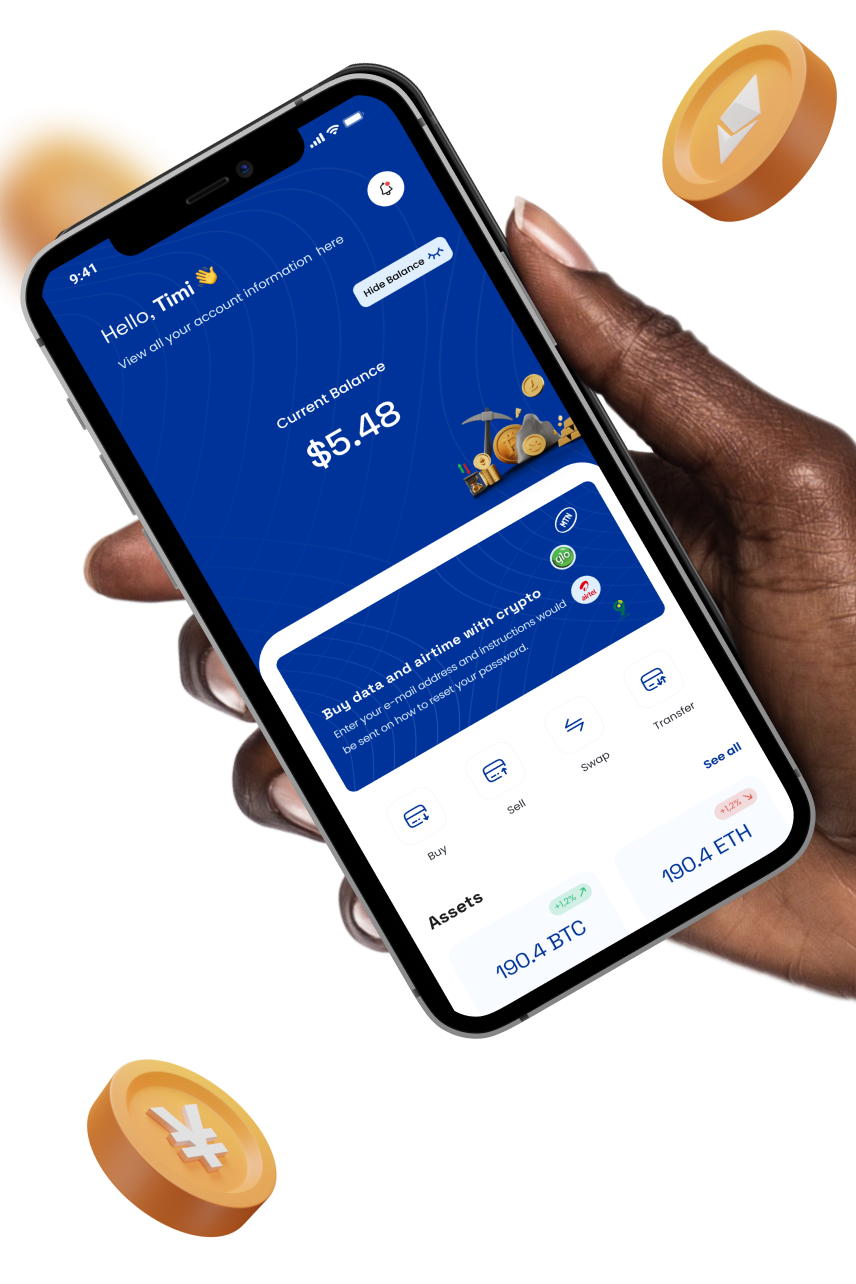 9:41
Hello, Timi 👋
View all your account information here
Hide Balance
Current Balance
$5.48
MTN
glo
airtel
Buy data and airtime with crypto
Enter your e-mail address and instructions would
be sent on how to reset your password.
Buy
Sell
Swap
Transfer
Assets
See all
+1,2%
190.4 BTC
+1,2%
190.4 ETH
¥